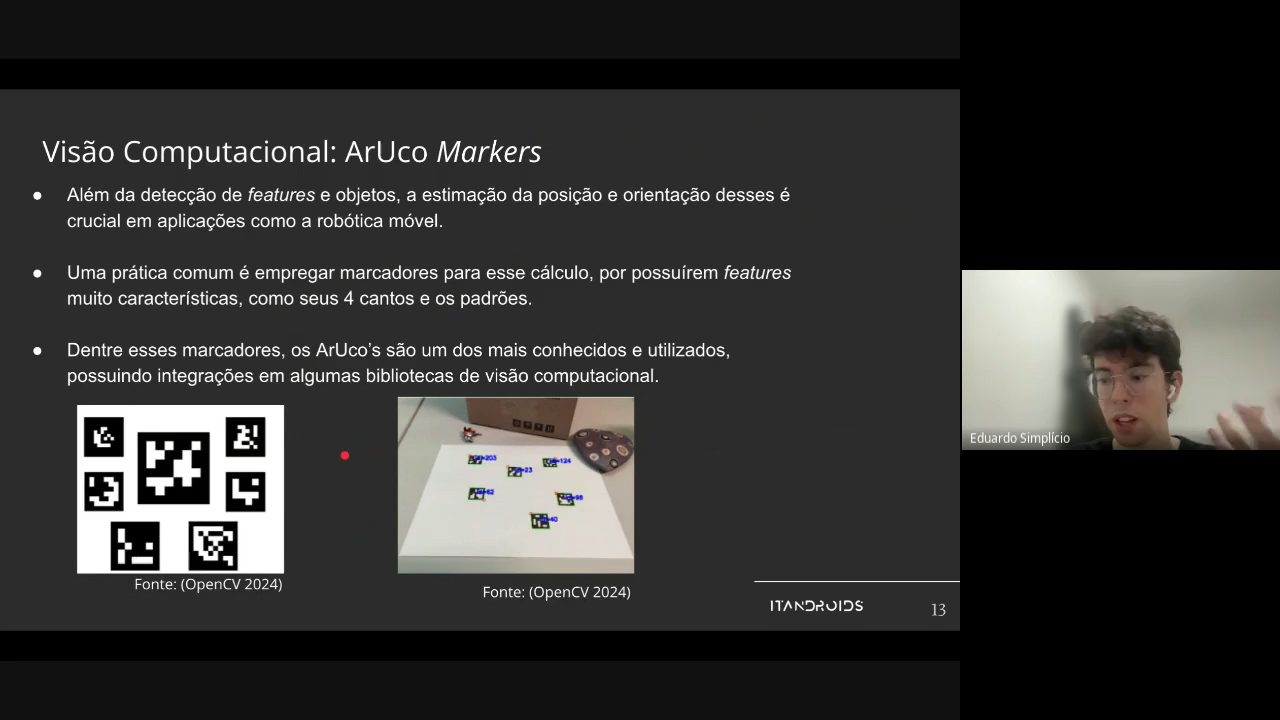 Visão Computacional: ArUco Markers
● Além da detecção de features e objetos, a estimação da posição e orientação desses é
crucial em aplicações como a robótica móvel.
● Uma prática comum é empregar marcadores para esse cálculo, por possuírem features
muito características, como seus 4 cantos e os padrões.
● Dentre esses marcadores, os ArUco’s são um dos mais conhecidos e utilizados,
possuindo integrações em algumas bibliotecas de visão computacional.
Fonte: (OpenCV 2024)
Fonte: (OpenCV 2024)
ITANDROIDS
13
Eduardo Simplício